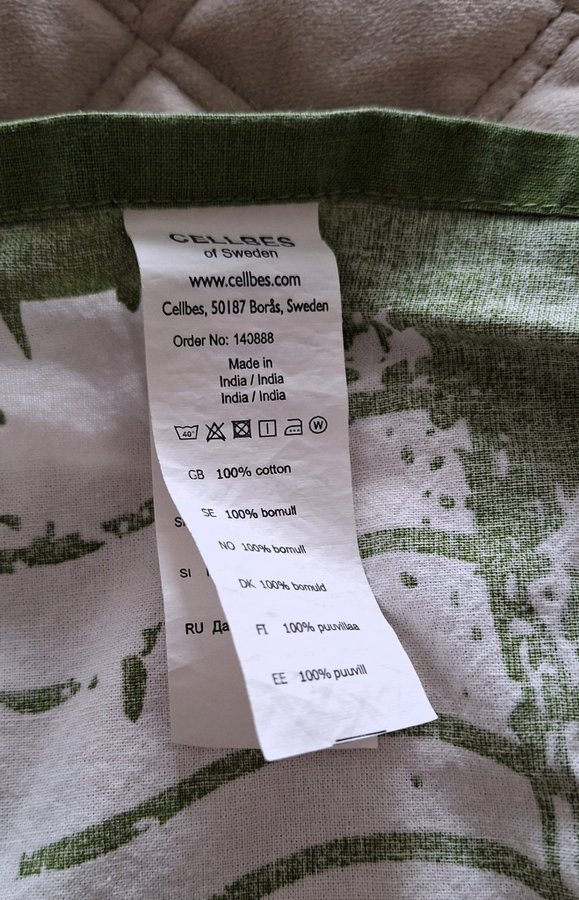 CELLBES
of Sweden
www.cellbes.com
Cellbes, 50187 Borås, Sweden
Order No: 140888
Made in
India / India
India / India
40°
W
GB 100% cotton
SE 100% bomull
NO 100% bomull
SI
DK 100% bomuld
RU
FI 100% puuvillaa
EE 100% puuvill